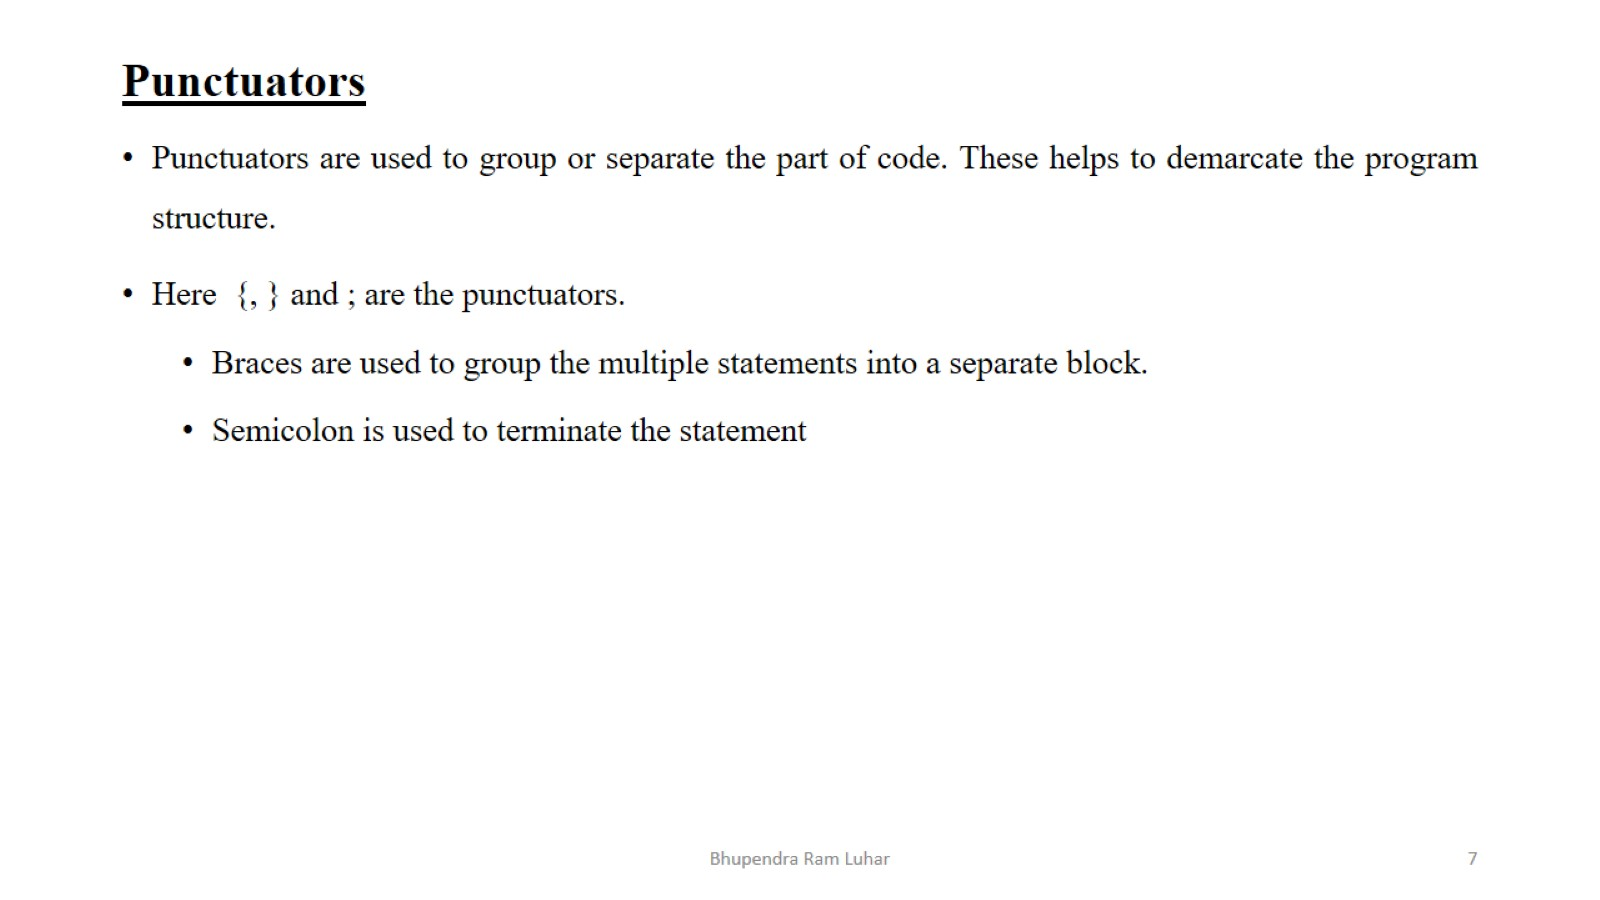 Punctuators
• Punctuators are used to group or separate the part of code. These helps to demarcate the program
structure.
• Here {, } and ; are the punctuators.
• Braces are used to group the multiple statements into a separate block.
• Semicolon is used to terminate the statement
Bhupendra Ram Luhar
7